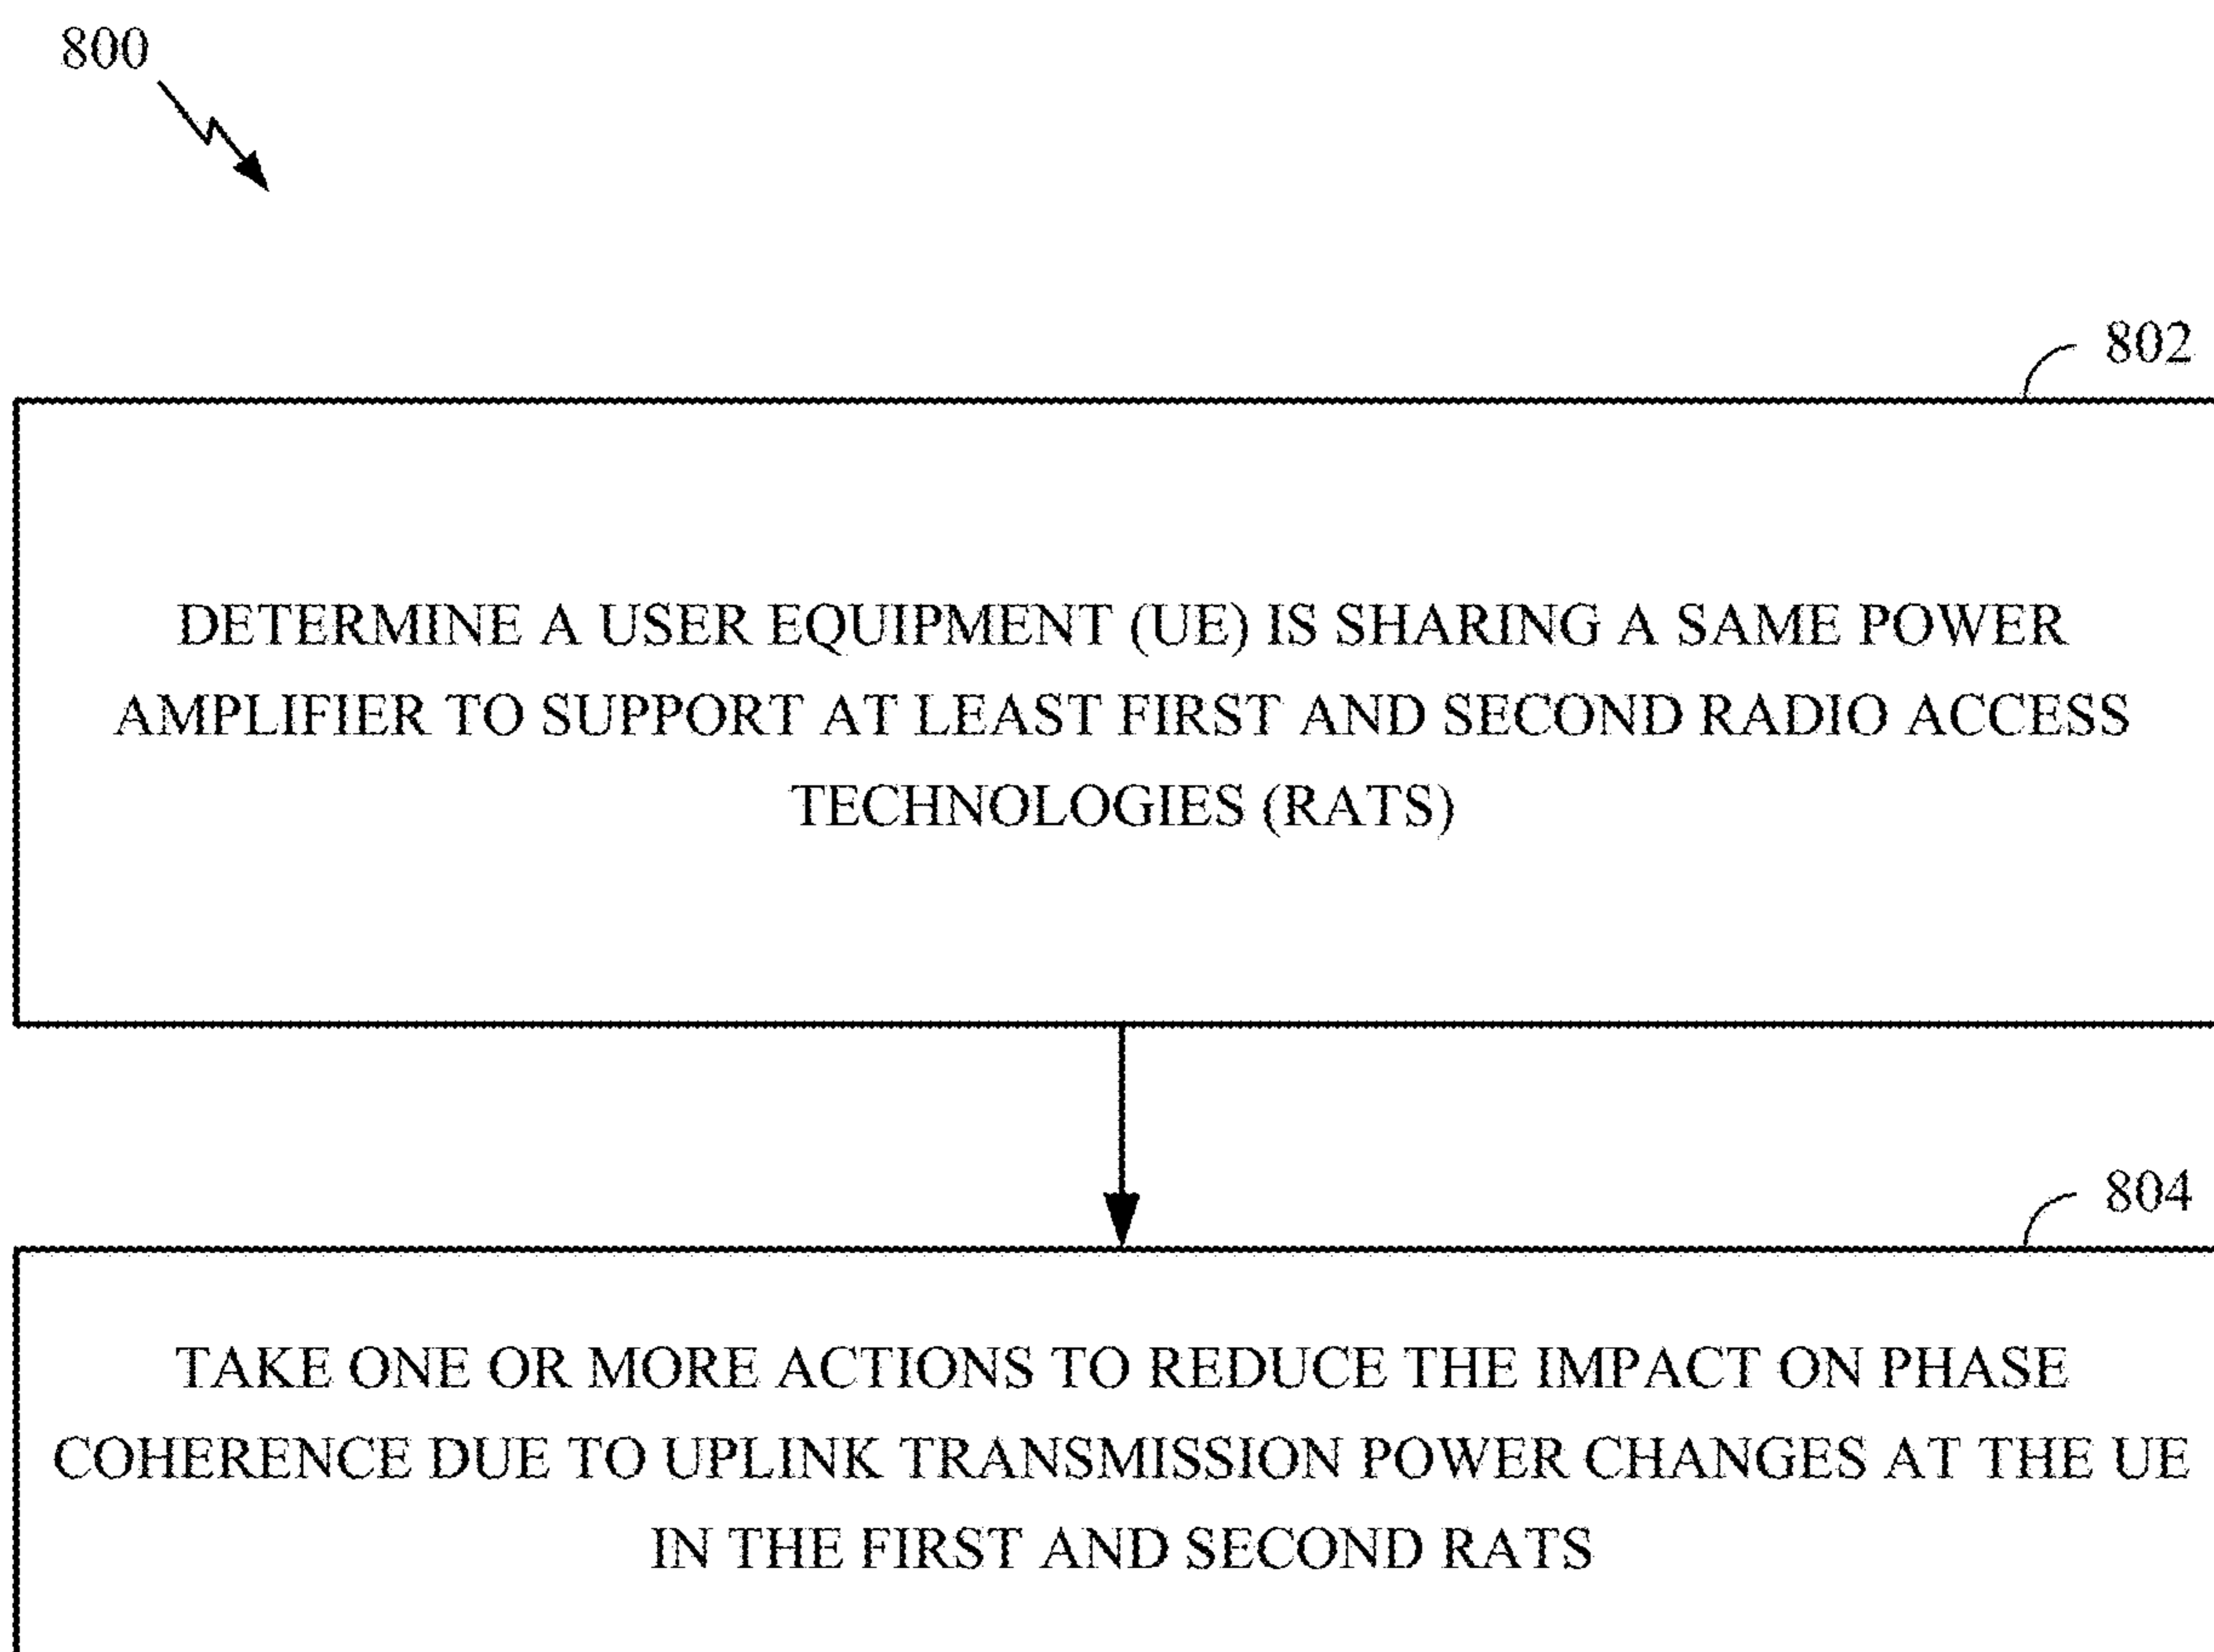 800
802
DETERMINE A USER EQUIPMENT (UE) IS SHARING A SAME POWER
AMPLIFIER TO SUPPORT AT LEAST FIRST AND SECOND RADIO ACCESS
TECHNOLOGIES (RATS)
804
TAKE ONE OR MORE ACTIONS TO REDUCE THE IMPACT ON PHASE
COHERENCE DUE TO UPLINK TRANSMISSION POWER CHANGES AT THE UE
IN THE FIRST AND SECOND RATS